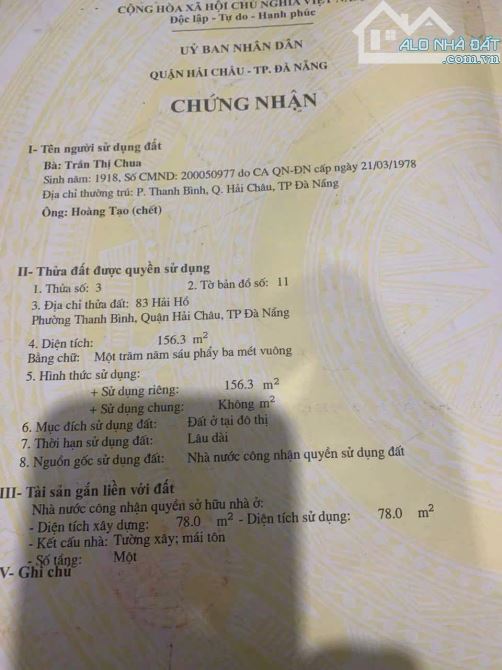 CỘNG HÒA XÃ HỘI CHỦ NGHĨA VIỆT
Độc lập - Tự do - Hạnh phúc
ALO NHÀ ĐẤT
.com.vn
UỶ BAN NHÂN DÂN
QUẬN HẢI CHÂU - TP. ĐÀ NẴNG
CHỨNG NHẬN
I- Tên người sử dụng đất
Bà: Trần Thị Chua
Sinh năm: 1918, Số CMND: 200050977 do CA QN-ĐN cấp ngày 21/03/1978
Địa chỉ thường trú: P. Thanh Bình, Q. Hải Châu, TP Đà Nẵng
Ông: Hoàng Tạo (chết)
II- Thửa đất được quyền sử dụng
1. Thửa số: 3 2. Tờ bản đồ số: 11
3. Địa chỉ thửa đất: 83 Hải Hồ
Phường Thanh Bình, Quận Hải Châu, TP Đà Nẵng
4. Diện tích: 156.3 m²
Bằng chữ: Một trăm năm sáu phẩy ba mét vuông
5. Hình thức sử dụng:
+ Sử dụng riêng: 156.3 m²
+ Sử dụng chung: Không m²
6. Mục đích sử dụng đất: Đất ở tại đô thị
7. Thời hạn sử dụng đất: Lâu dài
8. Nguồn gốc sử dụng đất: Nhà nước công nhận quyền sử dụng đất
III- Tài sản gắn liền với đất
Nhà nước công nhận quyền sở hữu nhà ở:
- Diện tích xây dựng: 78.0 m² - Diện tích sử dụng: 78.0 m²
- Kết cấu nhà: Tường xây; mái tôn
- Số tầng: Một
V- Ghi chú